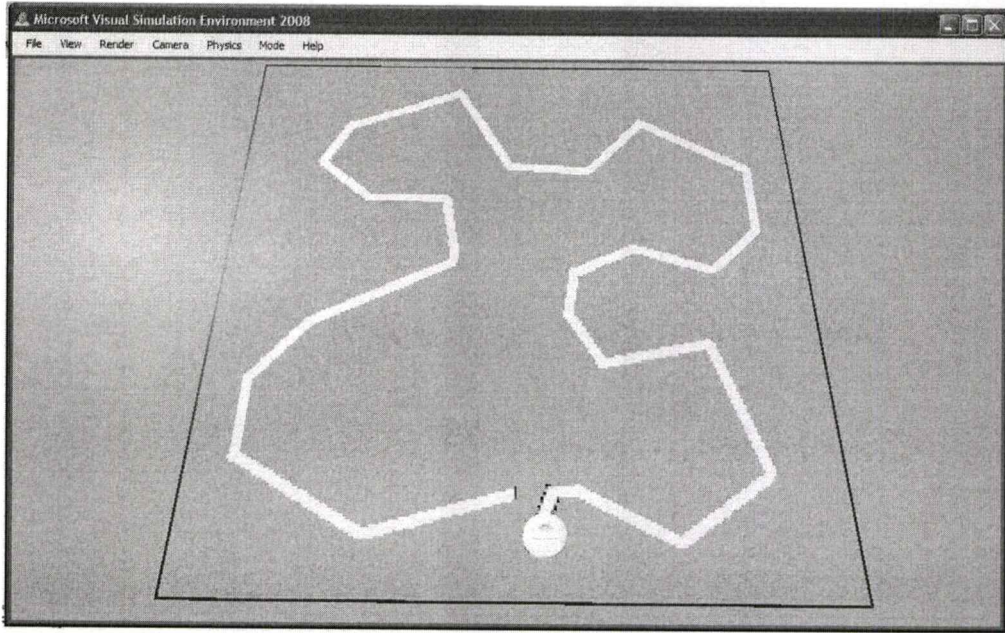 Microsoft Visual Simulation Environment 2008
File View Render Camera Physics Mode Help